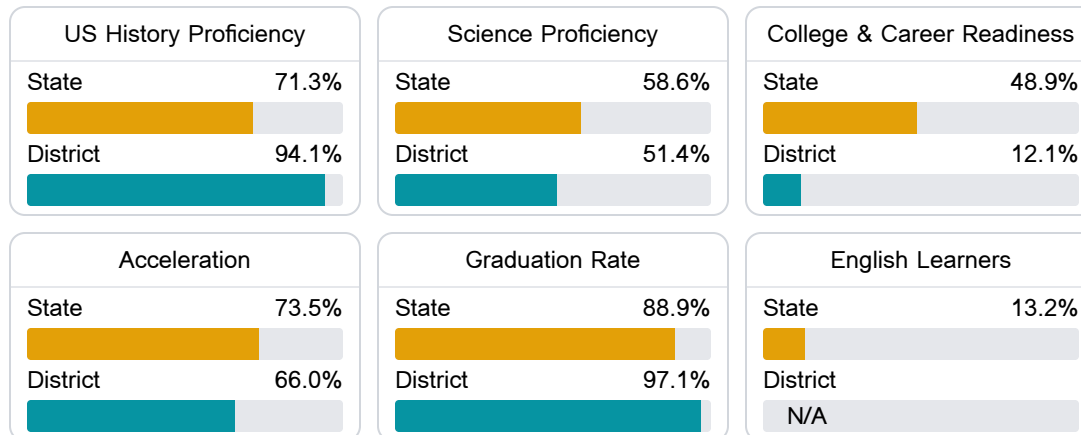 US History Proficiency
State 71.3%
District 94.1%
Science Proficiency
State 58.6%
District 51.4%
College & Career Readiness
State 48.9%
District 12.1%
Acceleration
State 73.5%
District 66.0%
Graduation Rate
State 88.9%
District 97.1%
English Learners
State 13.2%
District
N/A